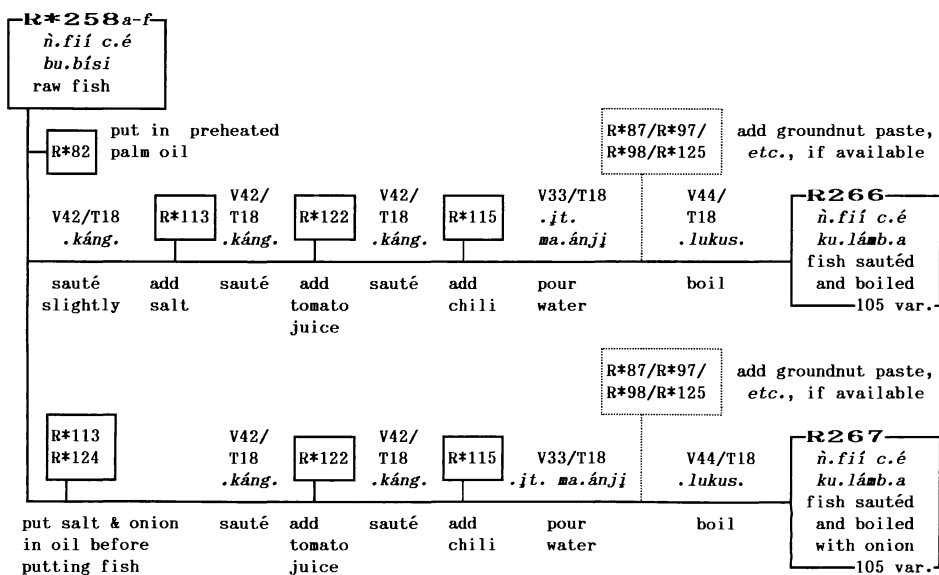 R*258a-f
ǹ.fií c.é
bu.bísi
raw fish
R*82
put in preheated
palm oil
R*87/R*97/
R*98/R*125
add groundnut paste,
etc., if available
V42/T18
.káng.
R*113
V42/
T18
.káng.
R*122
V42/
T18
.káng.
R*115
V33/T18
.i̧t.
ma.ánji̧
V44/
T18
.lukus.
R266
ǹ.fií c.é
ku.lámb.a
fish sautéd
and boiled
105 var.
sauté
slightly
add
salt
sauté
add
tomato
juice
sauté
add
chili
pour
water
boil
R*87/R*97/
R*98/R*125
add groundnut paste,
etc., if available
R*113
R*124
V42/
T18
.káng.
R*122
V42/
T18
.káng.
R*115
V33/T18
.i̧t. ma.ánji̧
V44/T18
.lukus.
R267
ǹ.fií c.é
ku.lámb.a
fish sautéd
and boiled
with onion
105 var.
put salt & onion
in oil before
putting fish
sauté
add
tomato
juice
sauté
add
chili
pour
water
boil